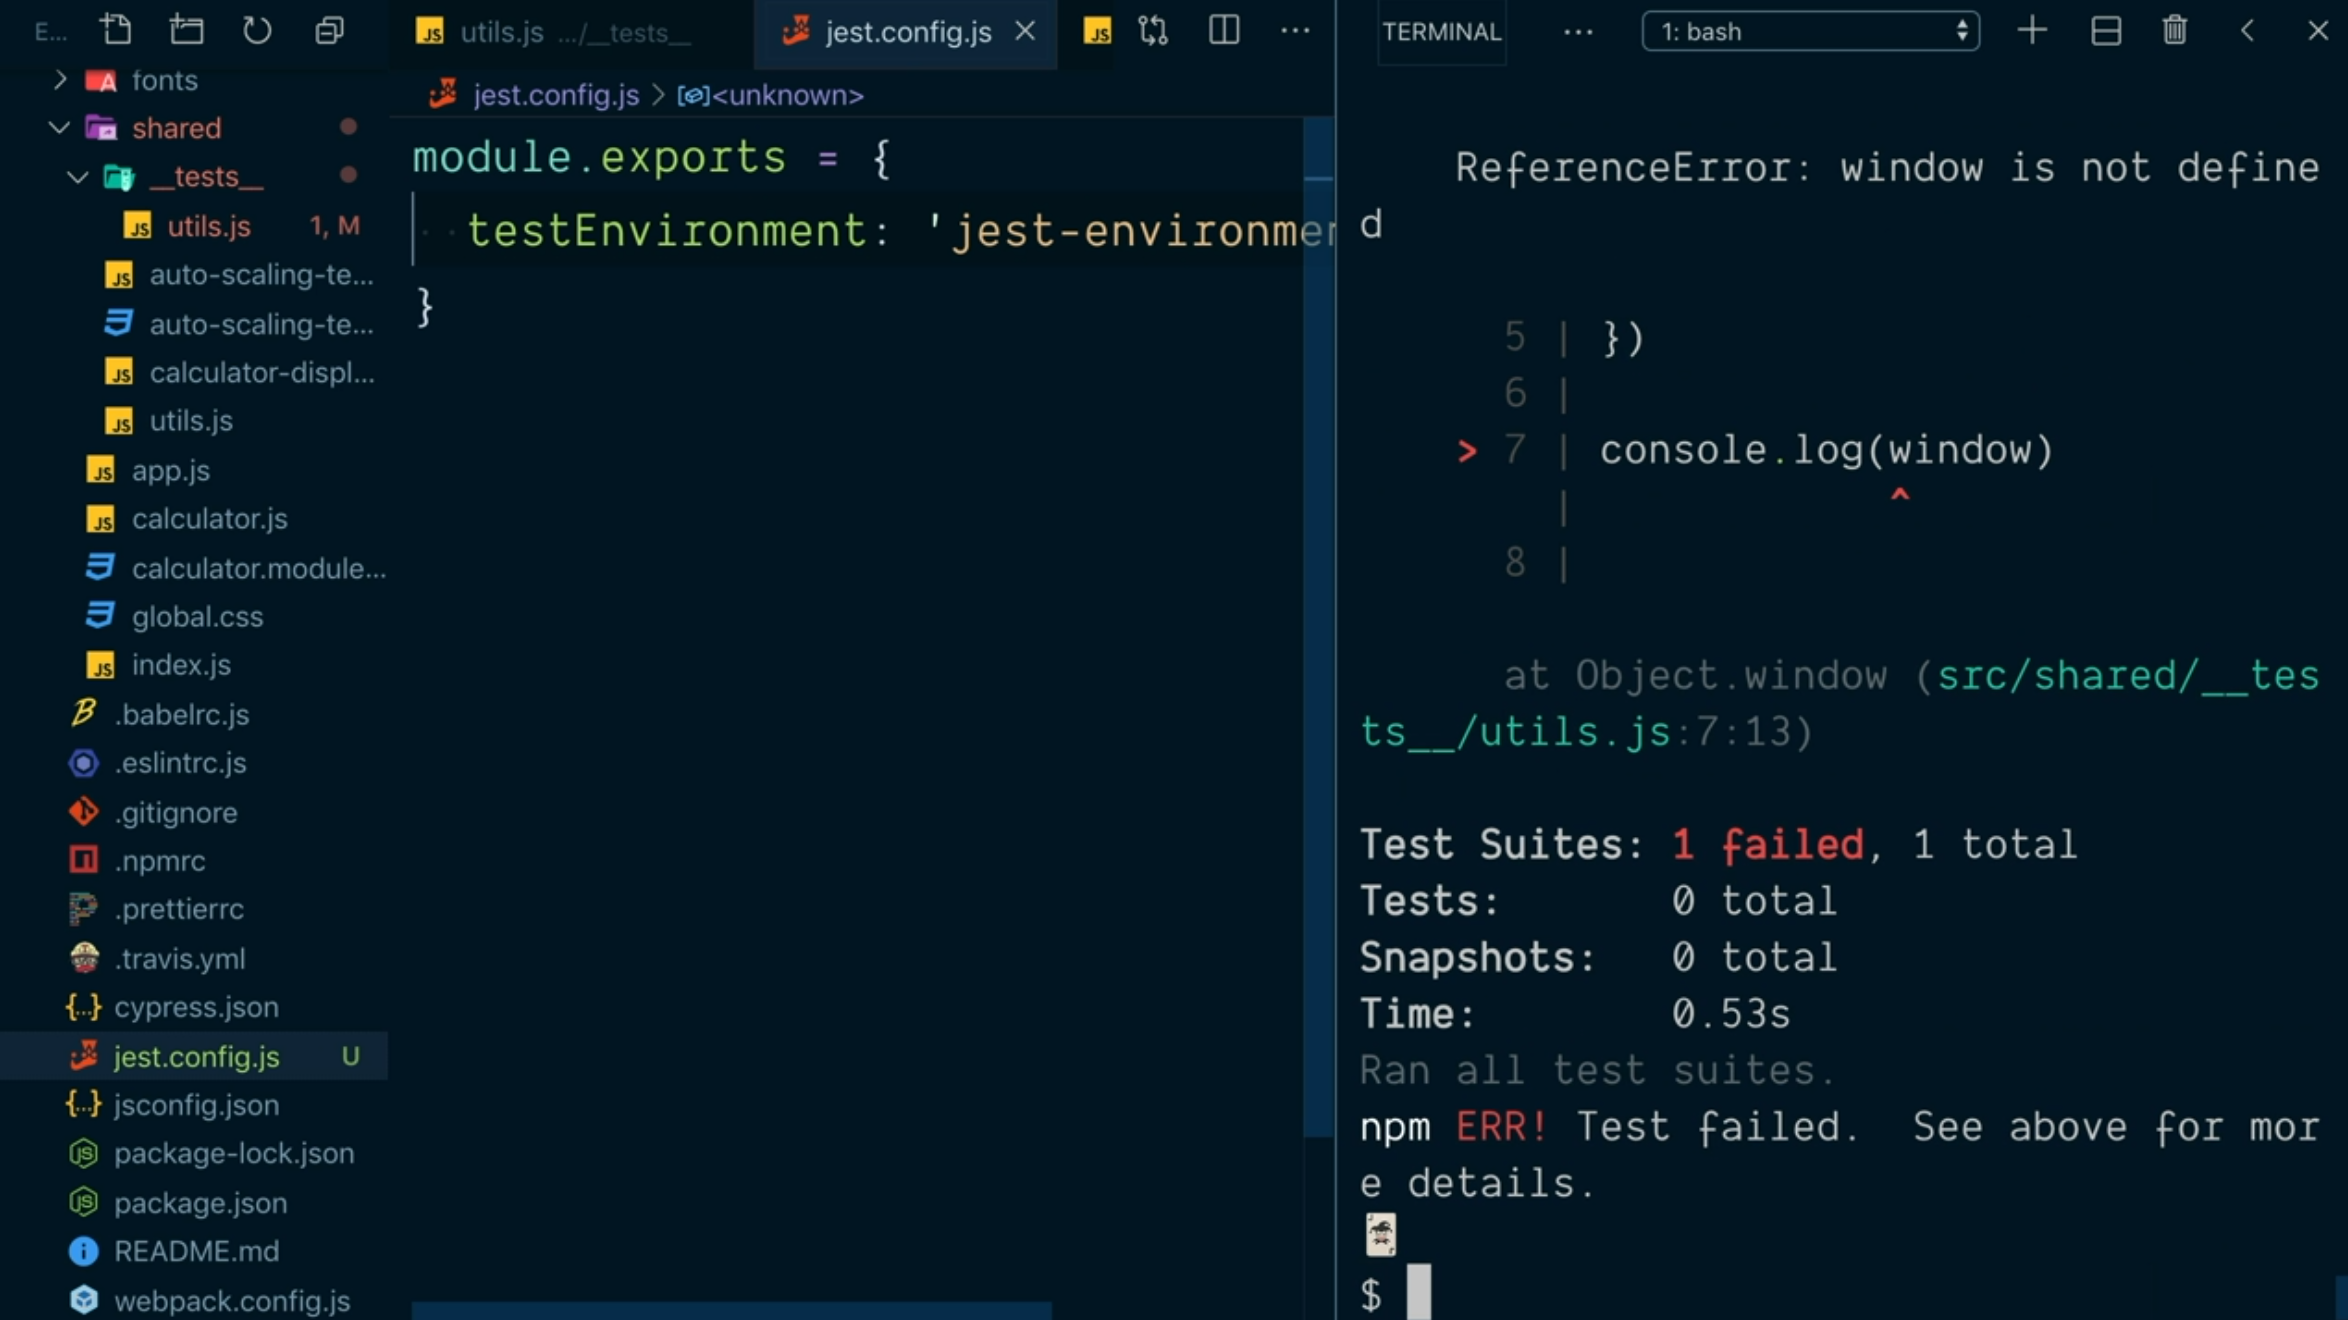 E...
fonts
shared
__tests__
utils.js 1, M
auto-scaling-te...
auto-scaling-te...
calculator-displ...
utils.js
app.js
calculator.js
calculator.module...
global.css
index.js
.babelrc.js
.eslintrc.js
.gitignore
.npmrc
.prettierrc
.travis.yml
cypress.json
jest.config.js U
jsconfig.json
package-lock.json
package.json
README.md
webpack.config.js
utils.js .../__tests__
jest.config.js
jest.config.js > <unknown>
module.exports = {
testEnvironment: 'jest-environmen
}
TERMINAL
1: bash
ReferenceError: window is not define
d
5 | })
6 |
> 7 | console.log(window)
| ^
8 |
at Object.window (src/shared/__tes
ts__/utils.js:7:13)
Test Suites: 1 failed, 1 total
Tests: 0 total
Snapshots: 0 total
Time: 0.53s
Ran all test suites.
npm ERR! Test failed. See above for mor
e details.
$